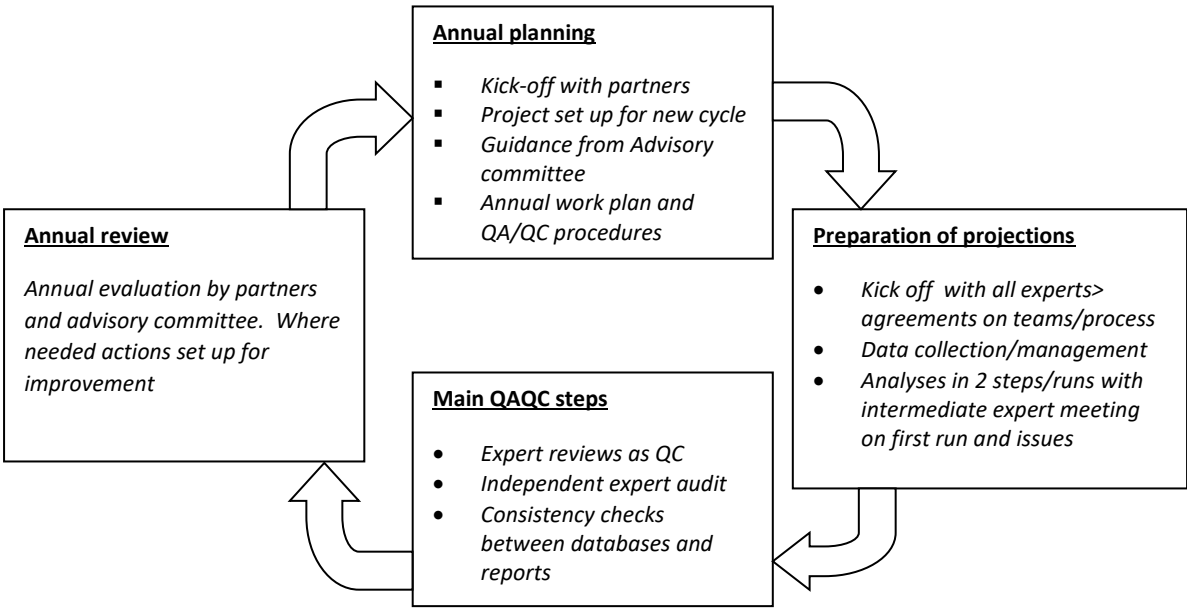 Annual planning
▪ Kick-off with partners
▪ Project set up for new cycle
▪ Guidance from Advisory
committee
▪ Annual work plan and
QA/QC procedures
Annual review
Annual evaluation by partners
and advisory committee.  Where
needed actions set up for
improvement
Preparation of projections
• Kick off  with all experts>
agreements on teams/process
• Data collection/management
• Analyses in 2 steps/runs with
intermediate expert meeting
on first run and issues
Main QAQC steps
• Expert reviews as QC
• Independent expert audit
• Consistency checks
between databases and
reports